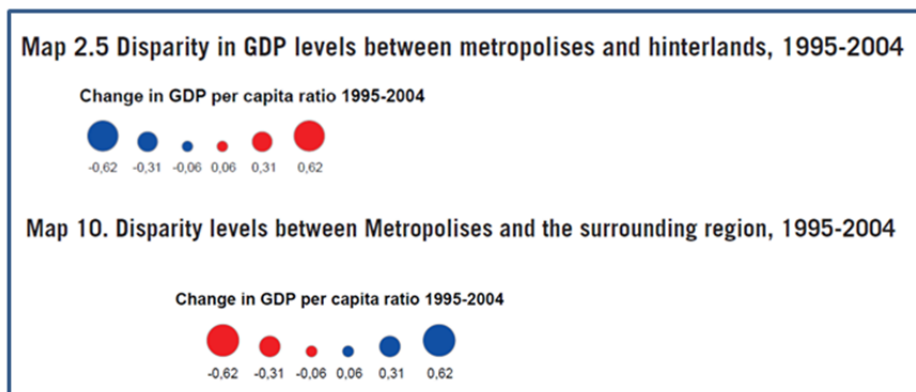 Map 2.5 Disparity in GDP levels between metropolises and hinterlands, 1995-2004
Change in GDP per capita ratio 1995-2004
-0,62 -0,31 -0,06 0,06 0,31 0,62
Map 10. Disparity levels between Metropolises and the surrounding region, 1995-2004
Change in GDP per capita ratio 1995-2004
-0,62 -0,31 -0,06 0,06 0,31 0,62